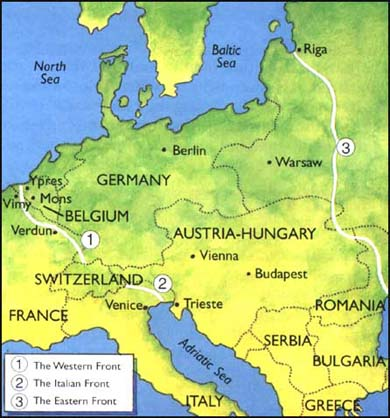 North
Sea
Baltic
Sea
Riga
3
Berlin
Warsaw
GERMANY
Ypres
Mons
Vimy
BELGIUM
Verdun
1
AUSTRIA-HUNGARY
Vienna
Budapest
SWITZERLAND
2
ROMANIA
FRANCE
Venice
Trieste
SERBIA
BULGARIA
Adriatic Sea
ITALY
GREECE
1 The Western Front
2 The Italian Front
3 The Eastern Front